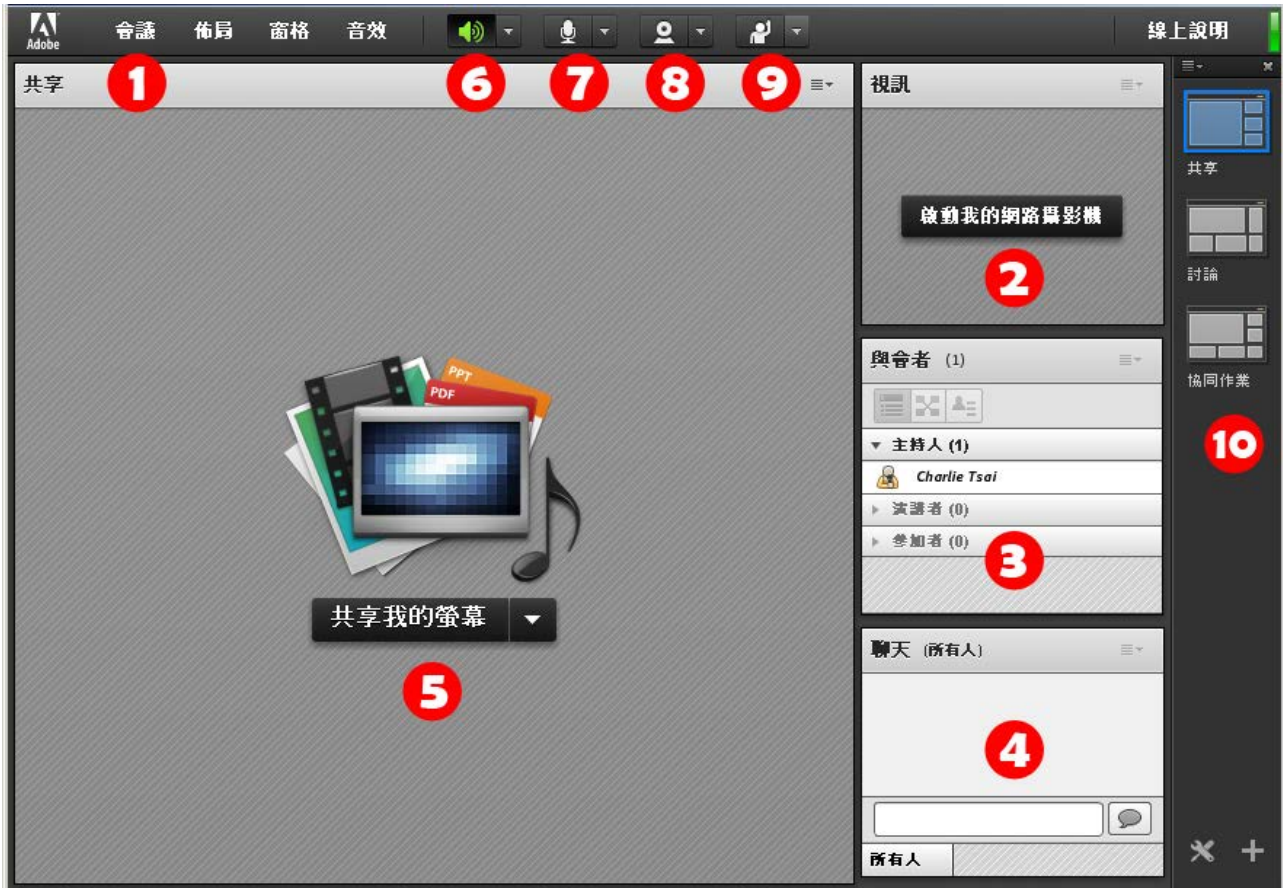 Adobe 會議 佈局 窗格 音效 線上說明
1 6 7 8 9
共享
視訊
啟動我的網路攝影機
2
與會者 (1)
主持人 (1)
Charlie Tsai
演講者 (0)
參加者 (0)
3
聊天 (所有人)
4
所有人
PPT
PDF
共享我的螢幕
5
共享
討論
協同作業
10